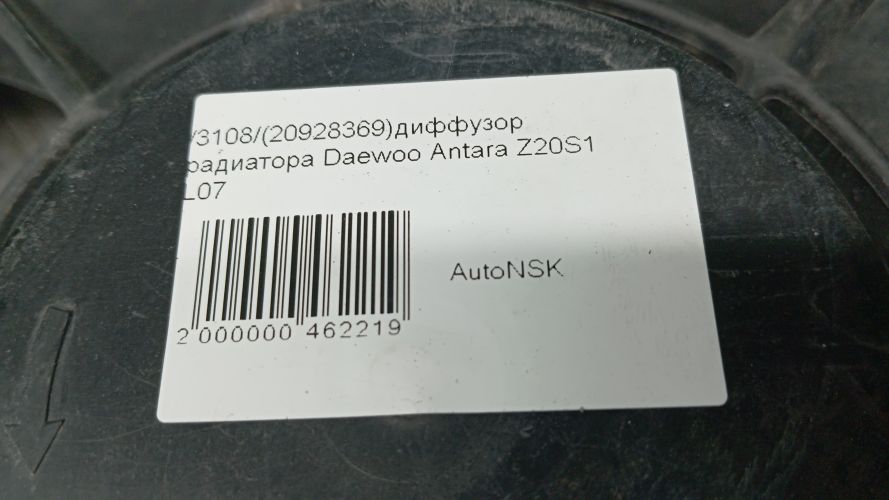 /3108/(20928369)диффузор
радиатора Daewoo Antara Z20S1
L07
AutoNSK
2 000000 462219